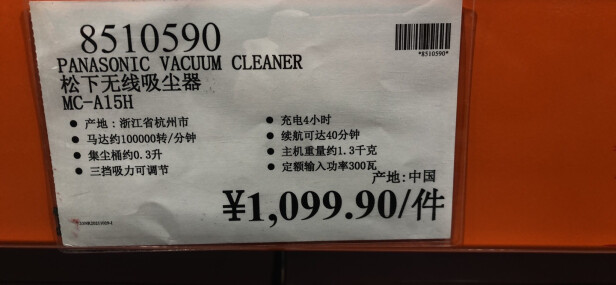 8510590
*8510590*
PANASONIC VACUUM CLEANER
松下无线吸尘器
MC-A15H
● 产地:浙江省杭州市
● 马达约100000转/分钟
● 集尘桶约0.3升
● 三挡吸力可调节
● 充电4小时
● 续航可达40分钟
● 主机重量约1.3千克
● 定额输入功率300瓦
产地:中国
¥1,099.90/件